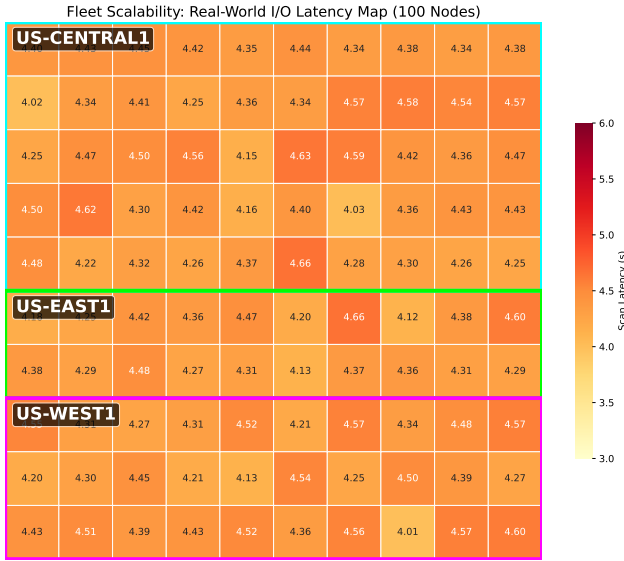 Fleet Scalability: Real-World I/O Latency Map (100 Nodes)
US-CENTRAL1
4.42 4.35 4.44 4.34 4.38 4.34 4.38
4.02 4.34 4.41 4.25 4.36 4.34 4.57 4.58 4.54 4.57
4.25 4.47 4.50 4.56 4.15 4.63 4.59 4.42 4.36 4.47
4.50 4.62 4.30 4.42 4.16 4.40 4.03 4.36 4.43 4.43
4.48 4.22 4.32 4.26 4.37 4.66 4.28 4.30 4.26 4.25
US-EAST1
4.42 4.36 4.47 4.20 4.66 4.12 4.38 4.60
4.38 4.29 4.48 4.27 4.31 4.13 4.37 4.36 4.31 4.29
US-WEST1
4.27 4.31 4.52 4.21 4.57 4.34 4.48 4.57
4.20 4.30 4.45 4.21 4.13 4.54 4.25 4.50 4.39 4.27
4.43 4.51 4.39 4.43 4.52 4.36 4.56 4.01 4.57 4.60
6.0
5.5
5.0
4.5
4.0
3.5
3.0
Scan Latency (s)